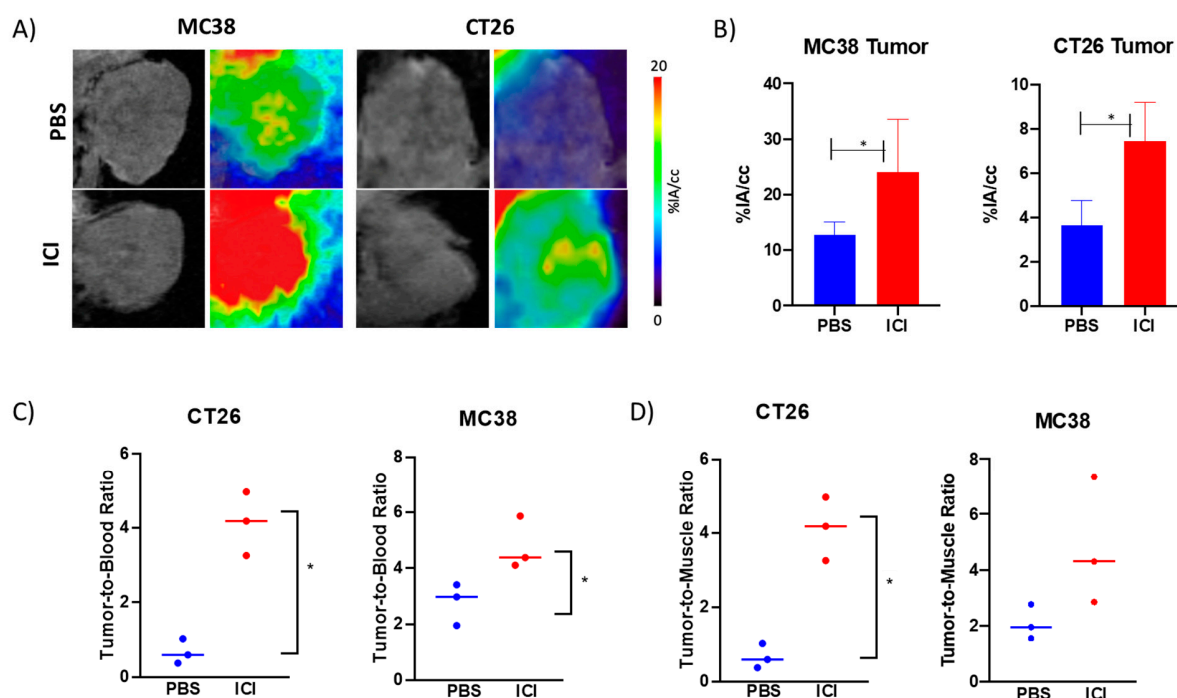 A)
MC38
CT26
PBS
ICI
20
%IA/cc
0
B)
MC38 Tumor
%IA/cc
40
30
20
10
0
*
PBS ICI
CT26 Tumor
%IA/cc
10
8
6
4
2
0
*
PBS ICI
C)
CT26
Tumor-to-Blood Ratio
6
4
2
0
*
PBS ICI
MC38
Tumor-to-Blood Ratio
8
6
4
2
0
*
PBS ICI
D)
CT26
Tumor-to-Muscle Ratio
6
4
2
0
*
PBS ICI
MC38
Tumor-to-Muscle Ratio
8
6
4
2
0
PBS ICI